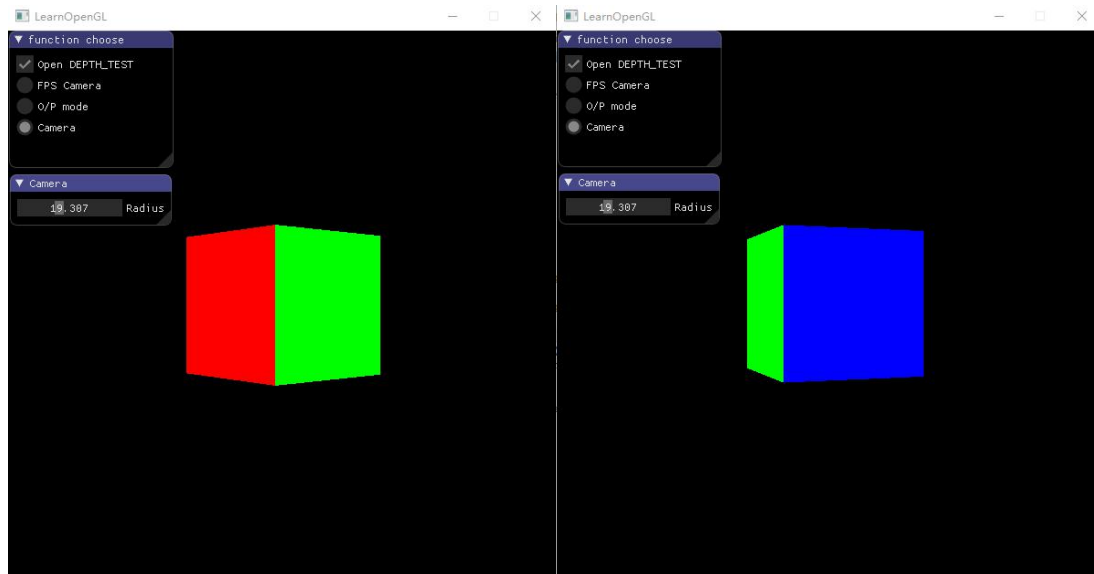 LearnOpenGL
function choose
Open DEPTH_TEST
FPS Camera
O/P mode
Camera
Camera
19.307 Radius
LearnOpenGL
function choose
Open DEPTH_TEST
FPS Camera
O/P mode
Camera
Camera
19.307 Radius